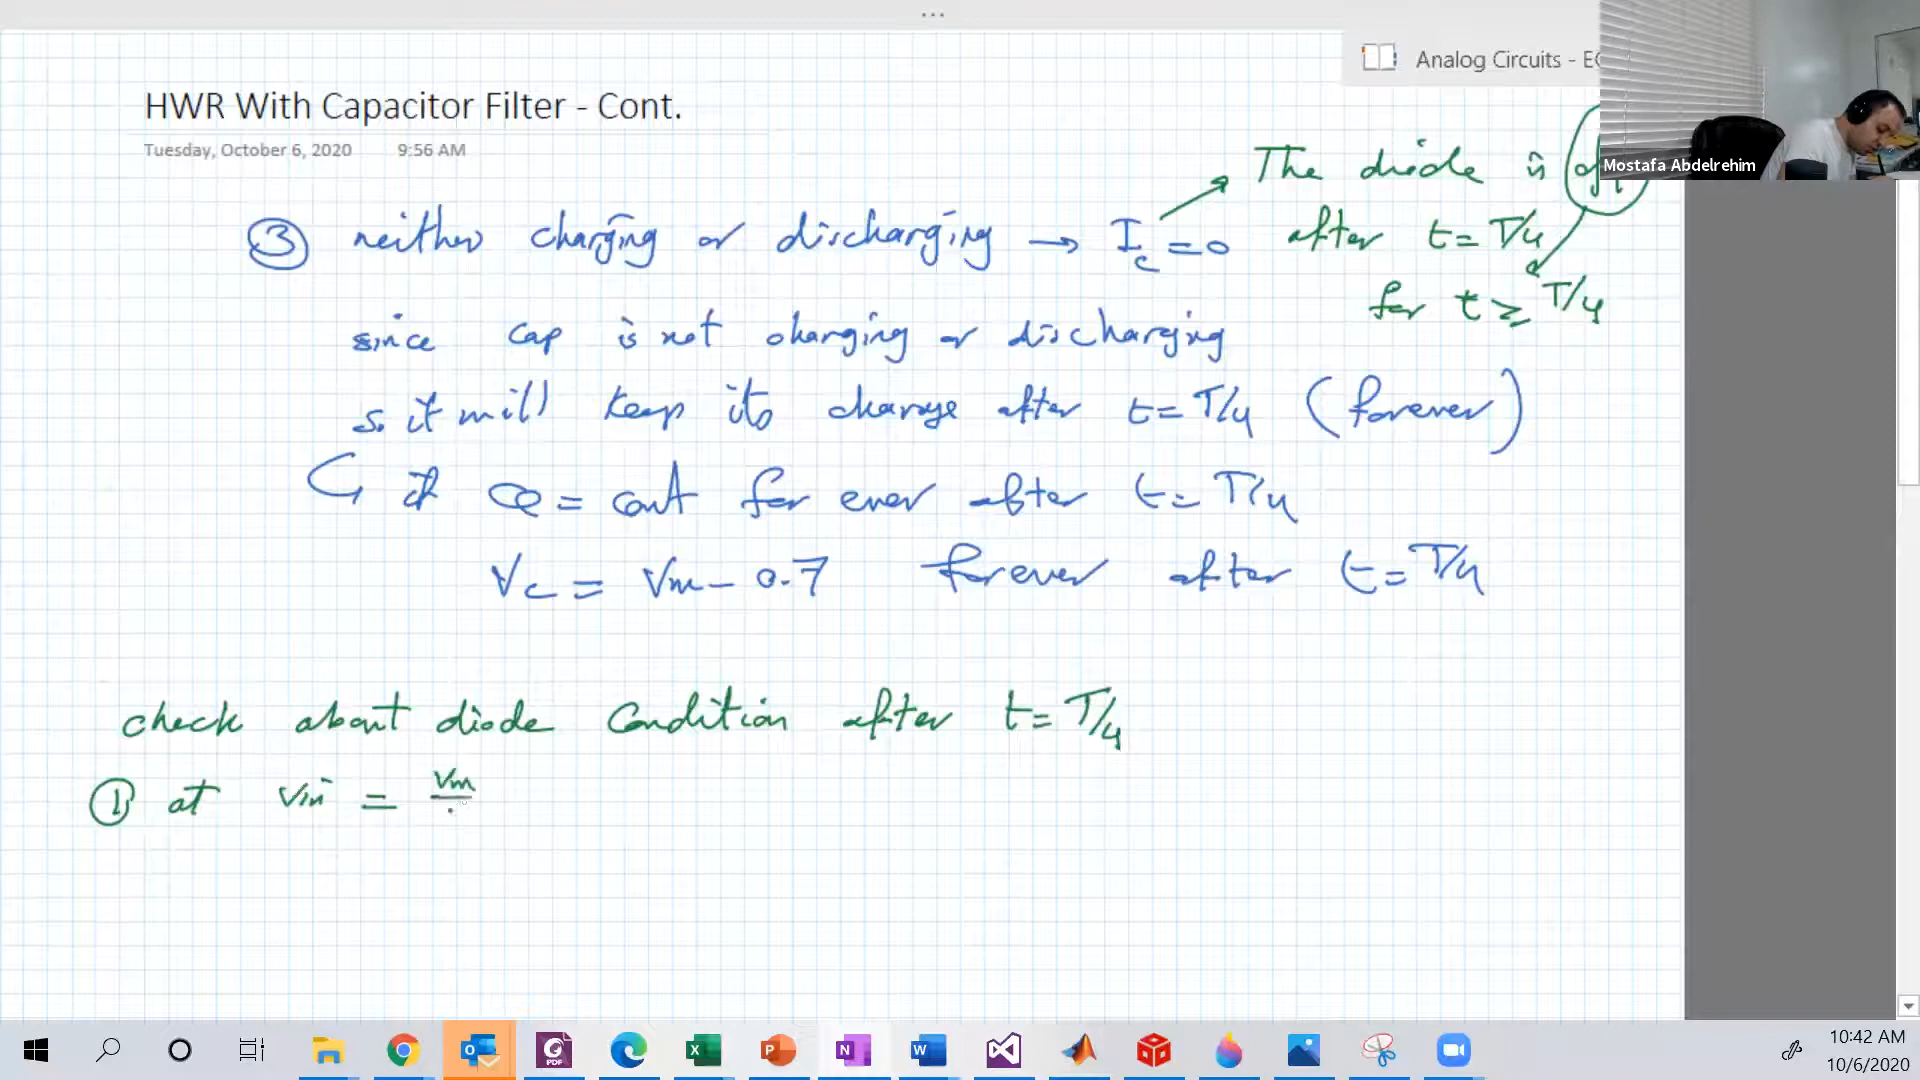 Analog Circuits - E
HWR With Capacitor Filter - Cont.
Tuesday, October 6, 2020 9:56 AM
Mostafa Abdelrehim
The diode is off
after t = T/4
for t ≥ T/4
③ neither charging or discharging → Ic = 0
since cap is not charging or discharging
so it will keep its charge after t = T/4 (forever)
Q = cont for ever after t = T/4
Vc = Vm - 0.7 forever after t = T/4
check about diode condition after t = T/4
① at Vin = Vm
10:42 AM
10/6/2020